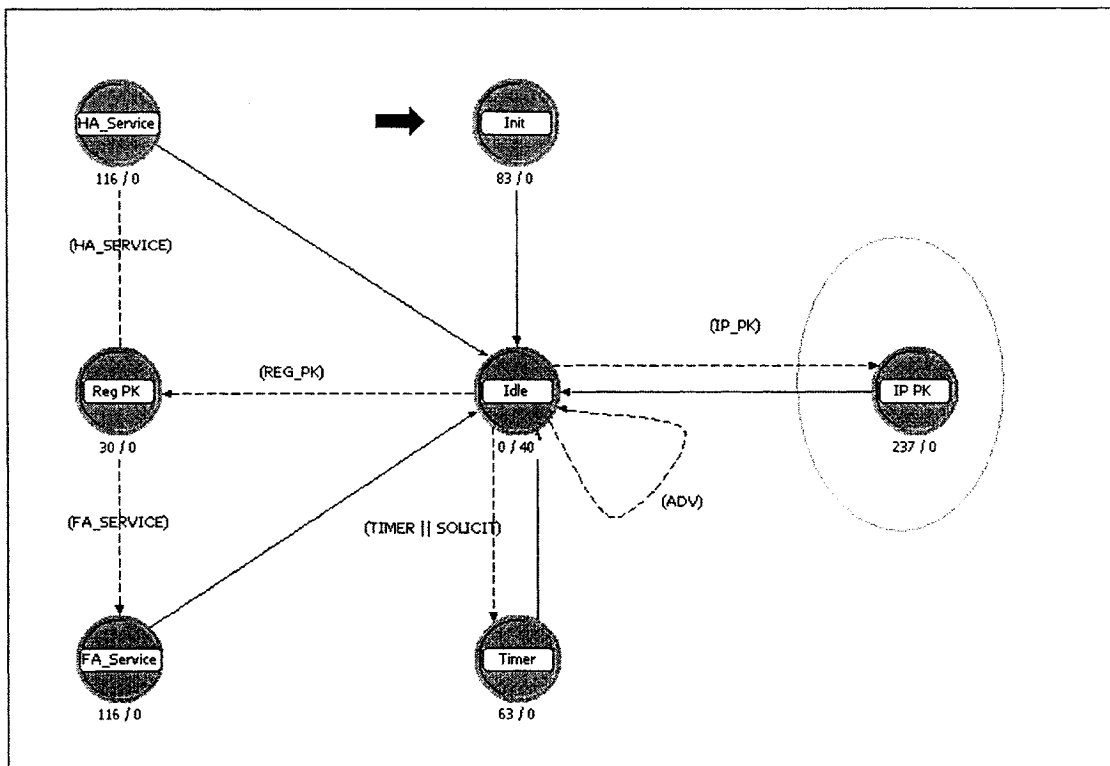 HA_Service
Init
116 / 0
83 / 0
(HA_SERVICE)
(IP_PK)
(REG_PK)
Reg PK
Idle
IP PK
30 / 0
0 / 40
237 / 0
(ADV)
(FA_SERVICE)
(TIMER || SOLICIT)
FA_Service
Timer
116 / 0
63 / 0